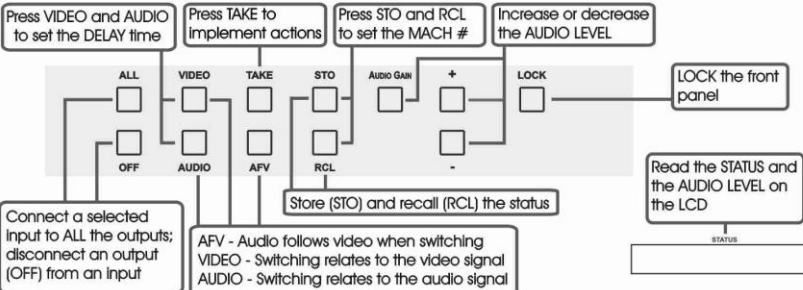 Press VIDEO and AUDIO
to set the DELAY time
Press TAKE to
implement actions
Press STO and RCL
to set the MACH #
Increase or decrease
the AUDIO LEVEL
ALL
VIDEO
TAKE
STO
AUDIO GAIN
+
LOCK
LOCK the front
panel
OFF
AUDIO
AFV
RCL
-
Read the STATUS and
the AUDIO LEVEL on
the LCD
Store (STO) and recall (RCL) the status
Connect a selected
input to ALL the outputs;
disconnect an output
(OFF) from an input
AFV - Audio follows video when switching
VIDEO - Switching relates to the video signal
AUDIO - Switching relates to the audio signal
STATUS